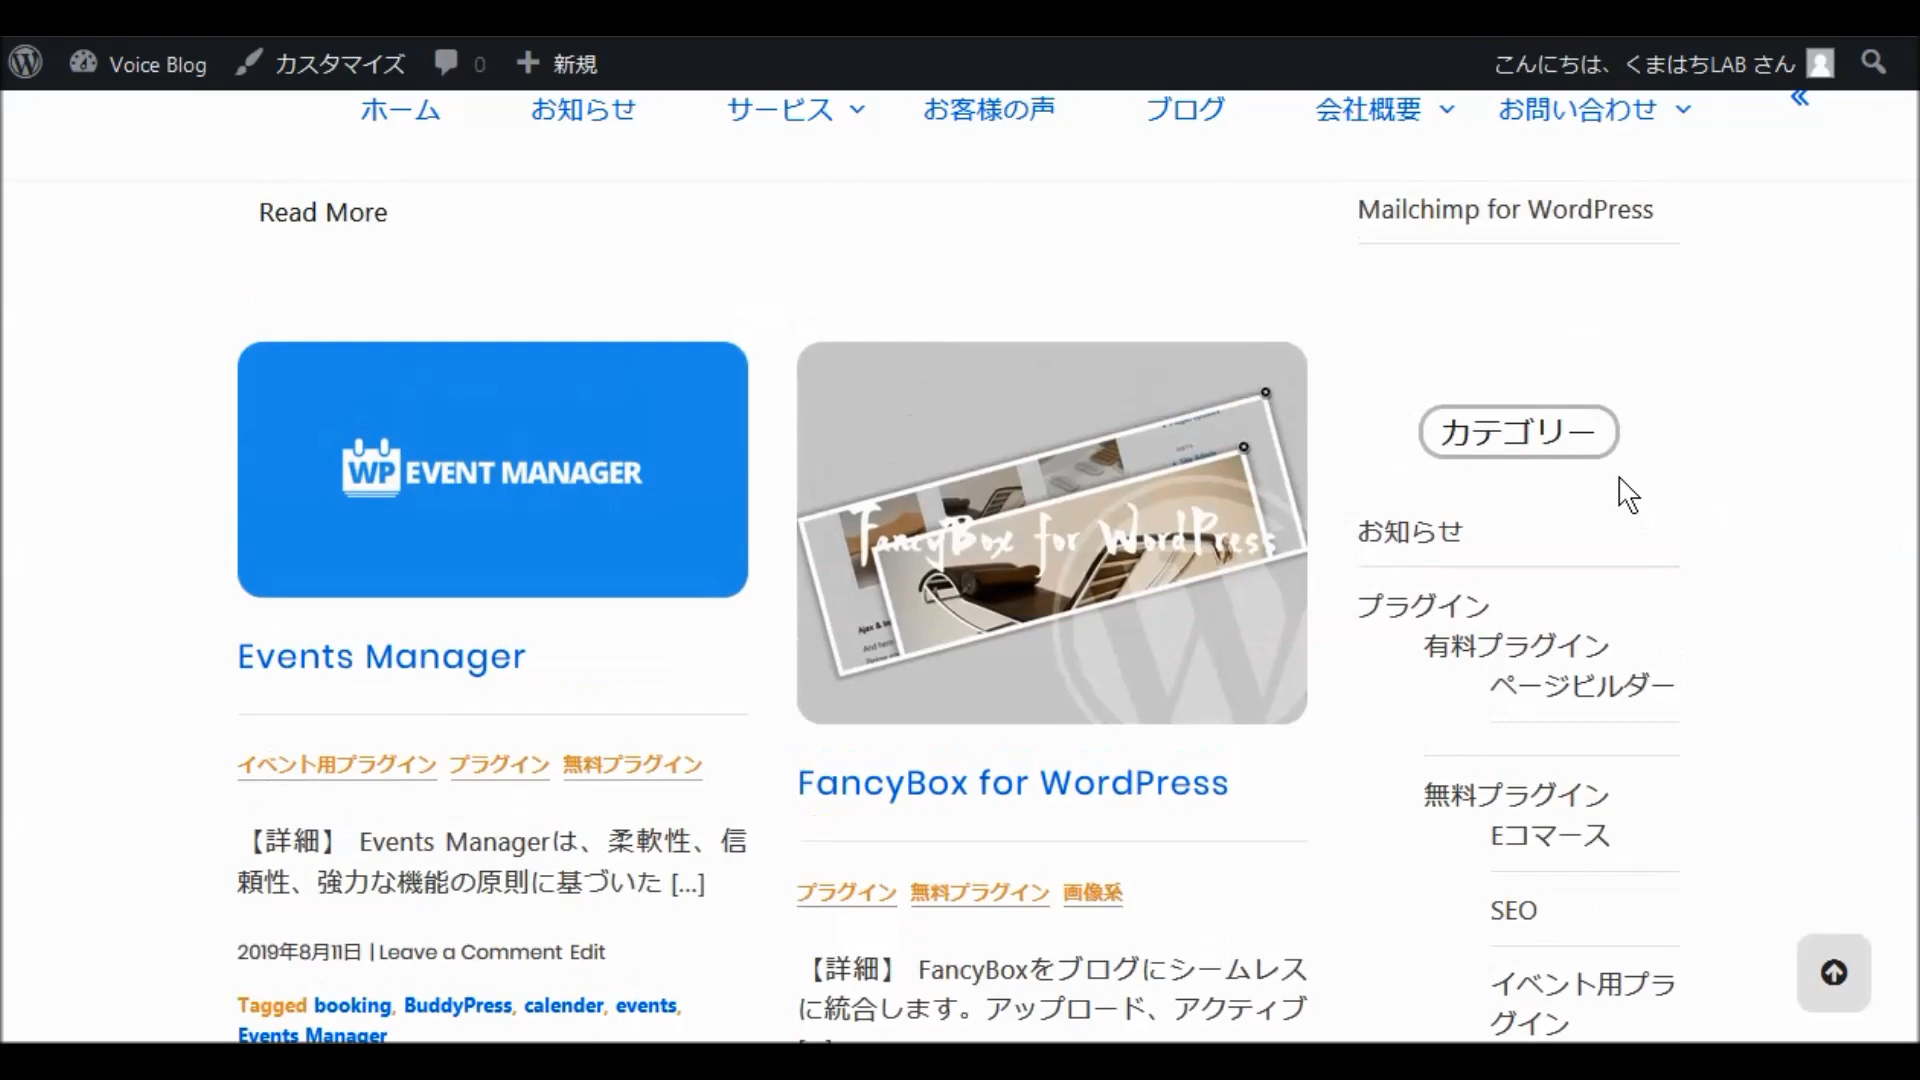 Voice Blog カスタマイズ 0 新規 こんにちは、くまはちLAB さん
ホーム お知らせ サービス お客様の声 ブログ 会社概要 お問い合わせ
Read More
Mailchimp for WordPress
カテゴリー
WP EVENT MANAGER
FancyBox for WordPress
お知らせ
プラグイン
有料プラグイン
ページビルダー
無料プラグイン
Eコマース
SEO
イベント用プラ
グイン
Events Manager
イベント用プラグイン プラグイン 無料プラグイン
【詳細】 Events Managerは、柔軟性、信
頼性、強力な機能の原則に基づいた [...]
2019年8月11日 | Leave a Comment Edit
Tagged booking, BuddyPress, calender, events,
Events Manager
FancyBox for WordPress
プラグイン 無料プラグイン 画像系
【詳細】 FancyBoxをブログにシームレス
に統合します。アップロード、アクティブ